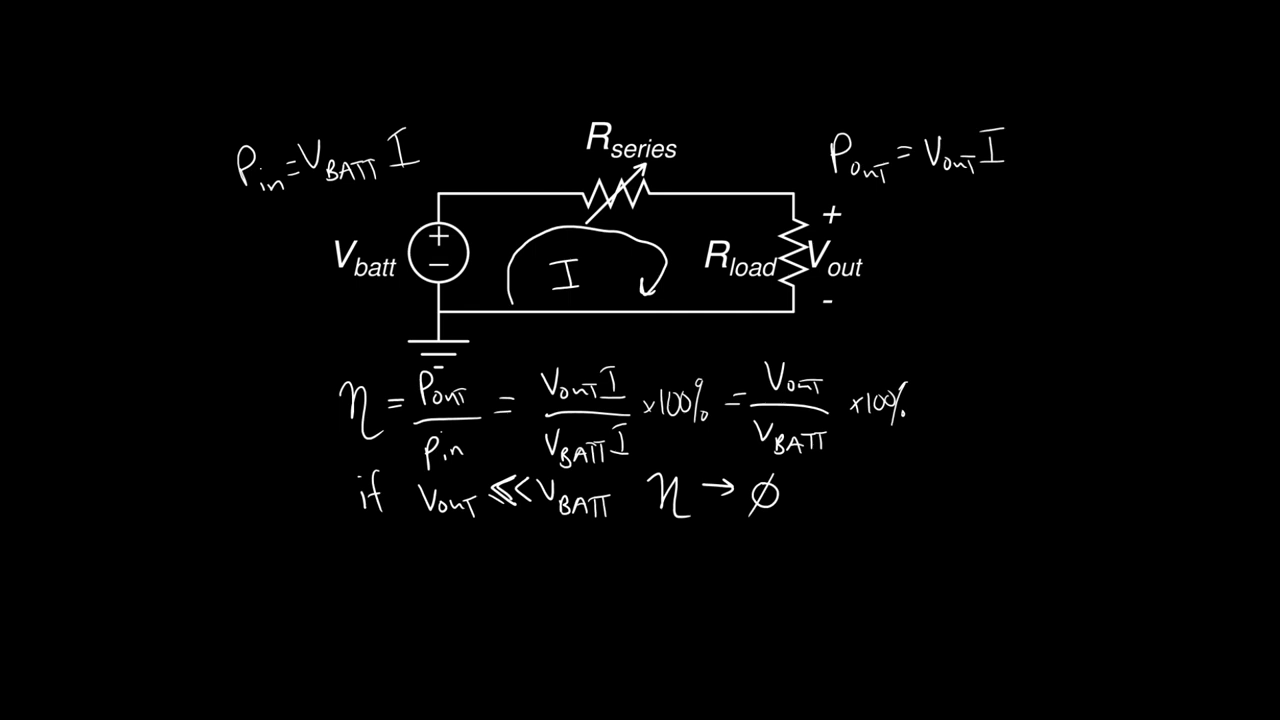 P_in = V_BATT I
R_series
P_OUT = V_OUT I
+
V_batt
+
−
I
R_load
V_out
-
η = P_OUT / P_in = V_OUT I / V_BATT I × 100% = V_OUT / V_BATT × 100%
if V_OUT << V_BATT η → ∅